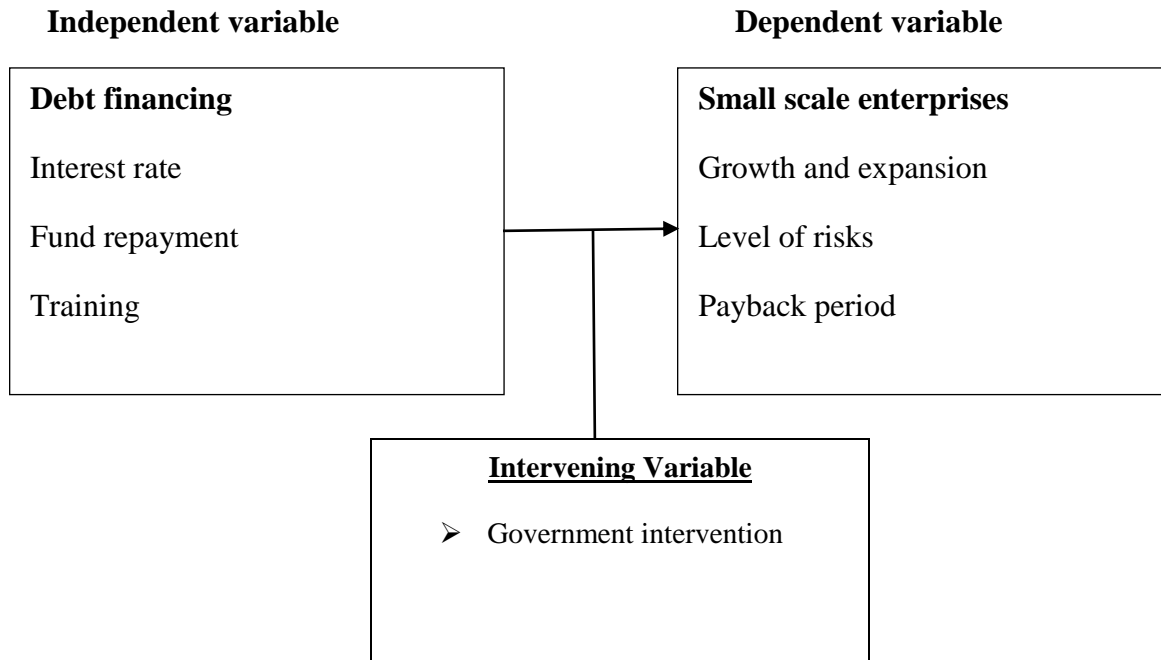 Independent variable
Dependent variable
Debt financing
Interest rate
Fund repayment
Training
Small scale enterprises
Growth and expansion
Level of risks
Payback period
Intervening Variable
➢ Government intervention